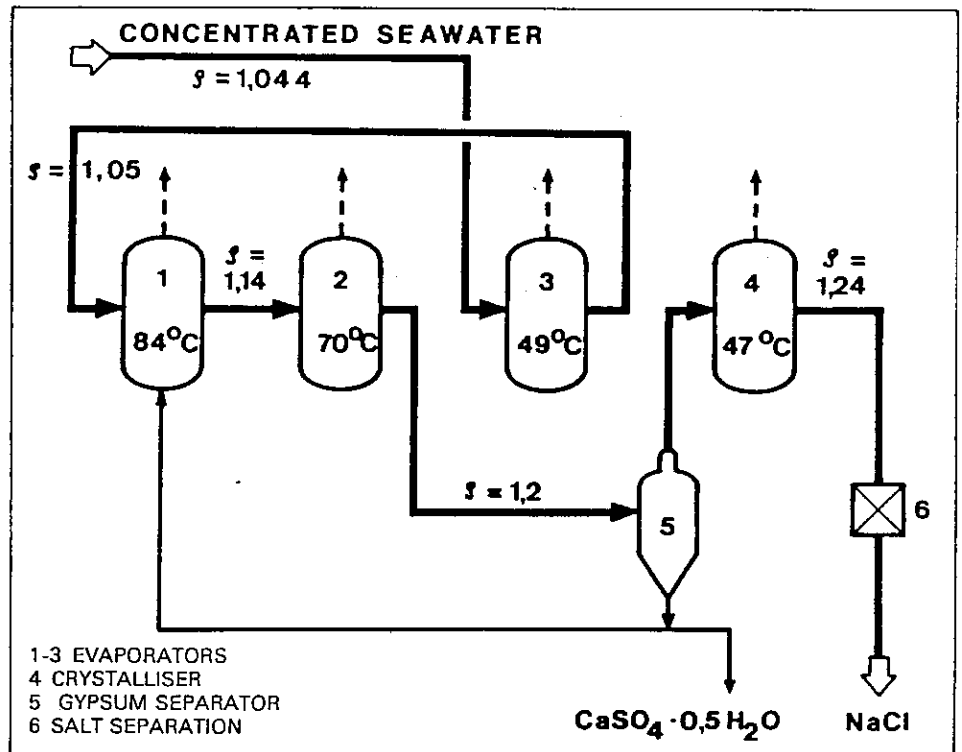 CONCENTRATED SEAWATER
ρ = 1,044
ρ = 1,05
ρ =
1,14
ρ =
1,24
1
2
3
4
84°C
70°C
49°C
47 °C
ρ = 1,2
5
6
1-3 EVAPORATORS
4 CRYSTALLISER
5 GYPSUM SEPARATOR
6 SALT SEPARATION
CaSO₄ · 0,5 H₂O
NaCl